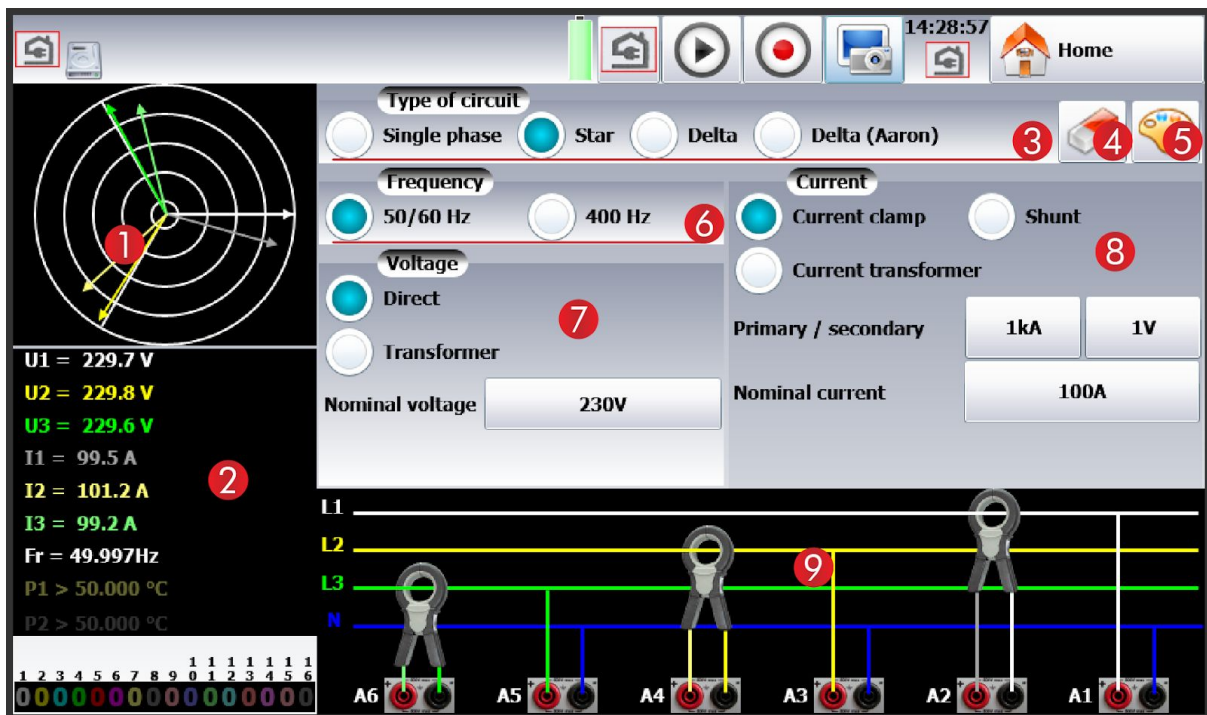 14:28:57
Home
Type of circuit
Single phase Star Delta Delta (Aaron) 3 4 5
Frequency
50/60 Hz 400 Hz 6
Current
Current clamp Shunt
Current transformer 8
Primary / secondary 1kA 1V
Nominal current 100A
Voltage
Direct
Transformer 7
Nominal voltage 230V
1
U1 = 229.7 V
U2 = 229.8 V
U3 = 229.6 V
I1 = 99.5 A
I2 = 101.2 A
I3 = 99.2 A
Fr = 49.997Hz
P1 > 50.000 °C
P2 > 50.000 °C
2
1 2 3 4 5 6 7 8 9 10 11 12 13 14 15 16
0 0 0 0 0 0 0 0 0 0 0 0 0 0 0 0
L1
L2
L3
N
9
A6 A5 A4 A3 A2 A1